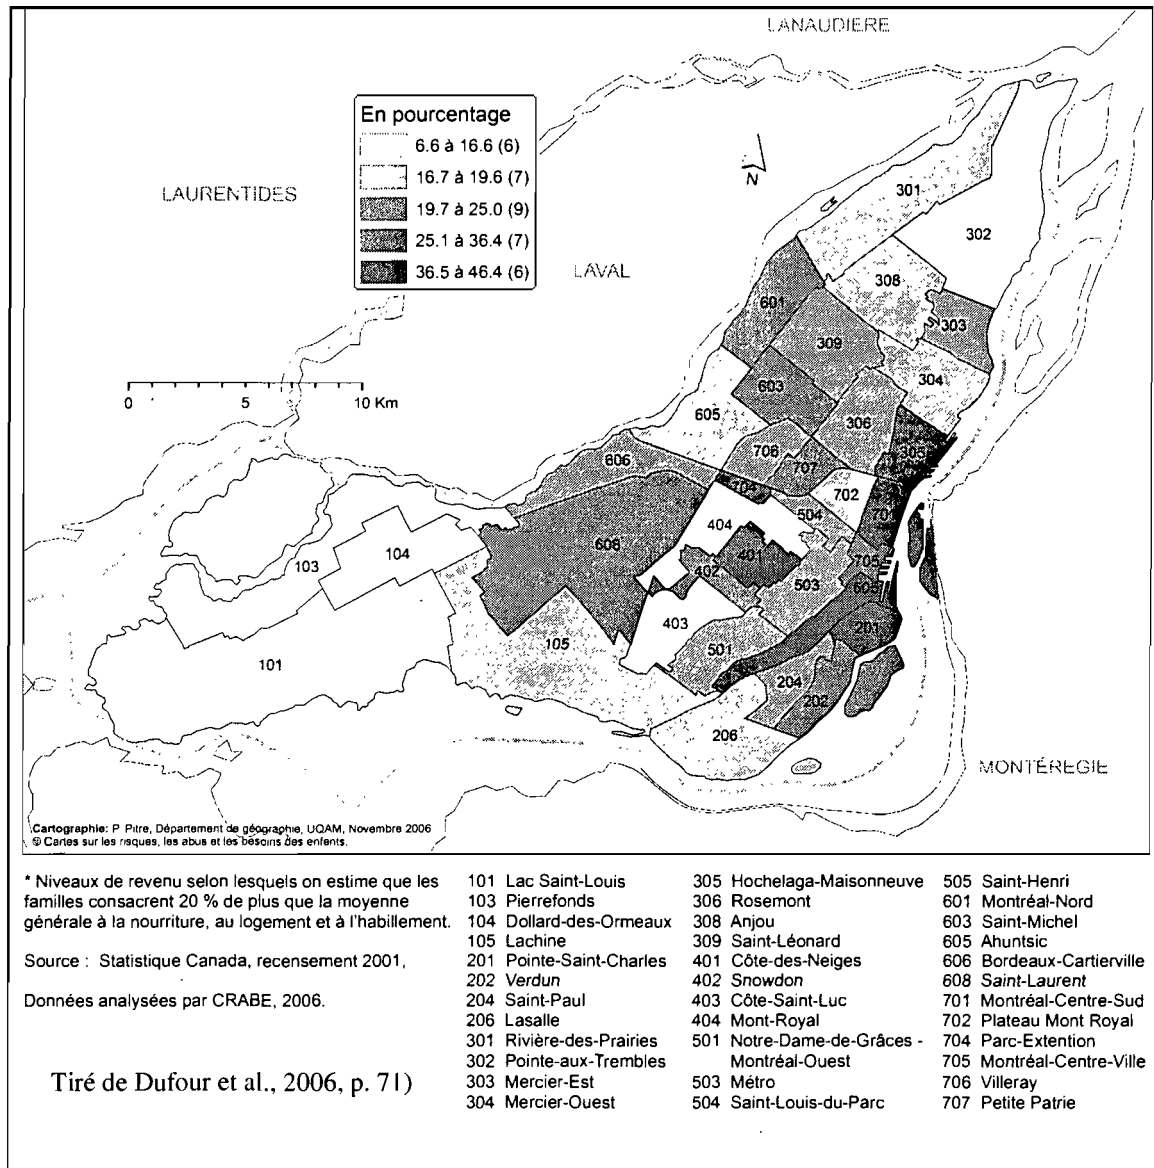 LANAUDIERE
En pourcentage
6.6 à 16.6 (6)
16.7 à 19.6 (7)
19.7 à 25.0 (9)
25.1 à 36.4 (7)
36.5 à 46.4 (6)
N
LAURENTIDES
LAVAL
301
302
308
303
601
309
304
603
605
306
305
606
706
707
704
702
701
404
504
103
104
608
401
402
705
503
505
403
201
101
105
501
204
202
206
0 5 10 Km
MONTÉREGIE
Cartographie: P. Pitre, Département de géographie, UQAM, Novembre 2006
© Cartes sur les risques, les abus et les besoins des enfants.
* Niveaux de revenu selon lesquels on estime que les
familles consacrent 20 % de plus que la moyenne
générale à la nourriture, au logement et à l'habillement.
Source : Statistique Canada, recensement 2001,
Données analysées par CRABE, 2006.
Tiré de Dufour et al., 2006, p. 71)
101 Lac Saint-Louis
103 Pierrefonds
104 Dollard-des-Ormeaux
105 Lachine
201 Pointe-Saint-Charles
202 Verdun
204 Saint-Paul
206 Lasalle
301 Rivière-des-Prairies
302 Pointe-aux-Trembles
303 Mercier-Est
304 Mercier-Ouest
305 Hochelaga-Maisonneuve
306 Rosemont
308 Anjou
309 Saint-Léonard
401 Côte-des-Neiges
402 Snowdon
403 Côte-Saint-Luc
404 Mont-Royal
501 Notre-Dame-de-Grâces -
Montréal-Ouest
503 Métro
504 Saint-Louis-du-Parc
505 Saint-Henri
601 Montréal-Nord
603 Saint-Michel
605 Ahuntsic
606 Bordeaux-Cartierville
608 Saint-Laurent
701 Montréal-Centre-Sud
702 Plateau Mont Royal
704 Parc-Extention
705 Montréal-Centre-Ville
706 Villeray
707 Petite Patrie